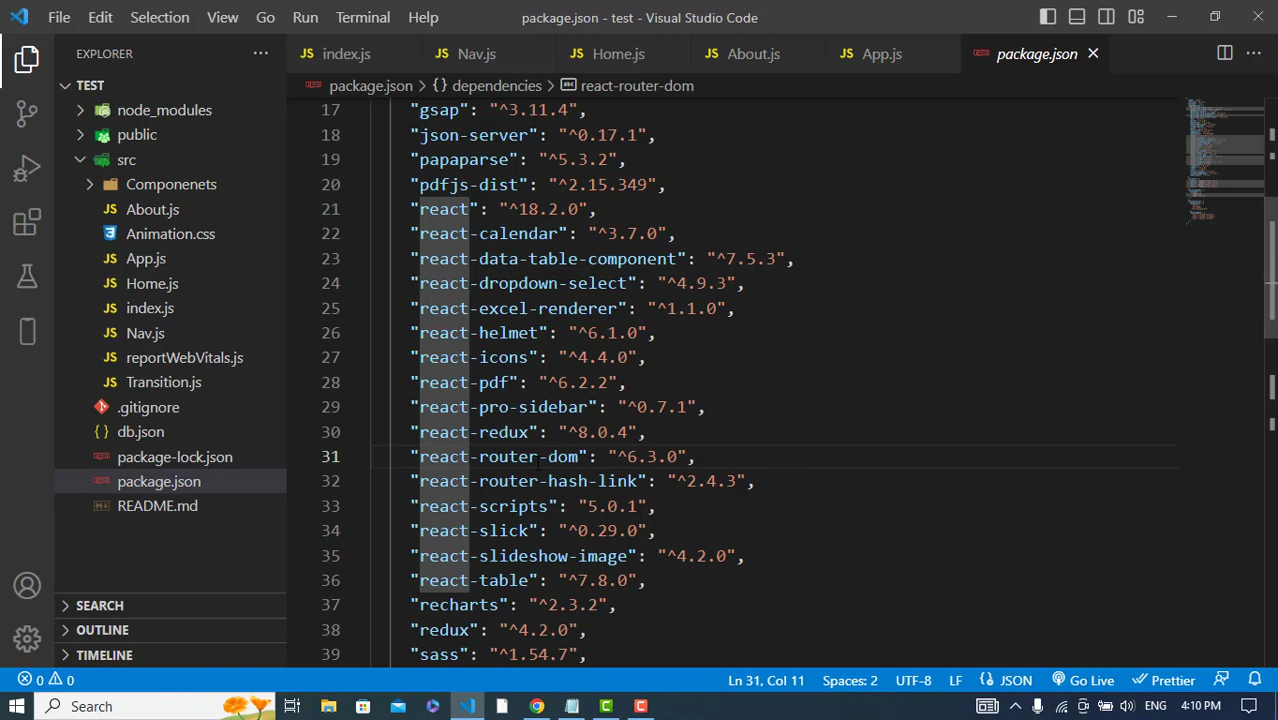 File Edit Selection View Go Run Terminal Help package.json - test - Visual Studio Code
EXPLORER
TEST
node_modules
public
src
Componenets
JS About.js
Animation.css
JS App.js
JS Home.js
JS index.js
JS Nav.js
JS reportWebVitals.js
JS Transition.js
.gitignore
{} db.json
package-lock.json
package.json
README.md
SEARCH
OUTLINE
TIMELINE
JS index.js JS Nav.js JS Home.js JS About.js JS App.js package.json
package.json > {} dependencies > abc react-router-dom
17 "gsap": "^3.11.4",
18 "json-server": "^0.17.1",
19 "papaparse": "^5.3.2",
20 "pdfjs-dist": "^2.15.349",
21 "react": "^18.2.0",
22 "react-calendar": "^3.7.0",
23 "react-data-table-component": "^7.5.3",
24 "react-dropdown-select": "^4.9.3",
25 "react-excel-renderer": "^1.1.0",
26 "react-helmet": "^6.1.0",
27 "react-icons": "^4.4.0",
28 "react-pdf": "^6.2.2",
29 "react-pro-sidebar": "^0.7.1",
30 "react-redux": "^8.0.4",
31 "react-router-dom": "^6.3.0",
32 "react-router-hash-link": "^2.4.3",
33 "react-scripts": "5.0.1",
34 "react-slick": "^0.29.0",
35 "react-slideshow-image": "^4.2.0",
36 "react-table": "^7.8.0",
37 "recharts": "^2.3.2",
38 "redux": "^4.2.0",
39 "sass": "^1.54.7",
0 0 Ln 31, Col 11 Spaces: 2 UTF-8 LF {} JSON Go Live Prettier
Search ENG 4:10 PM